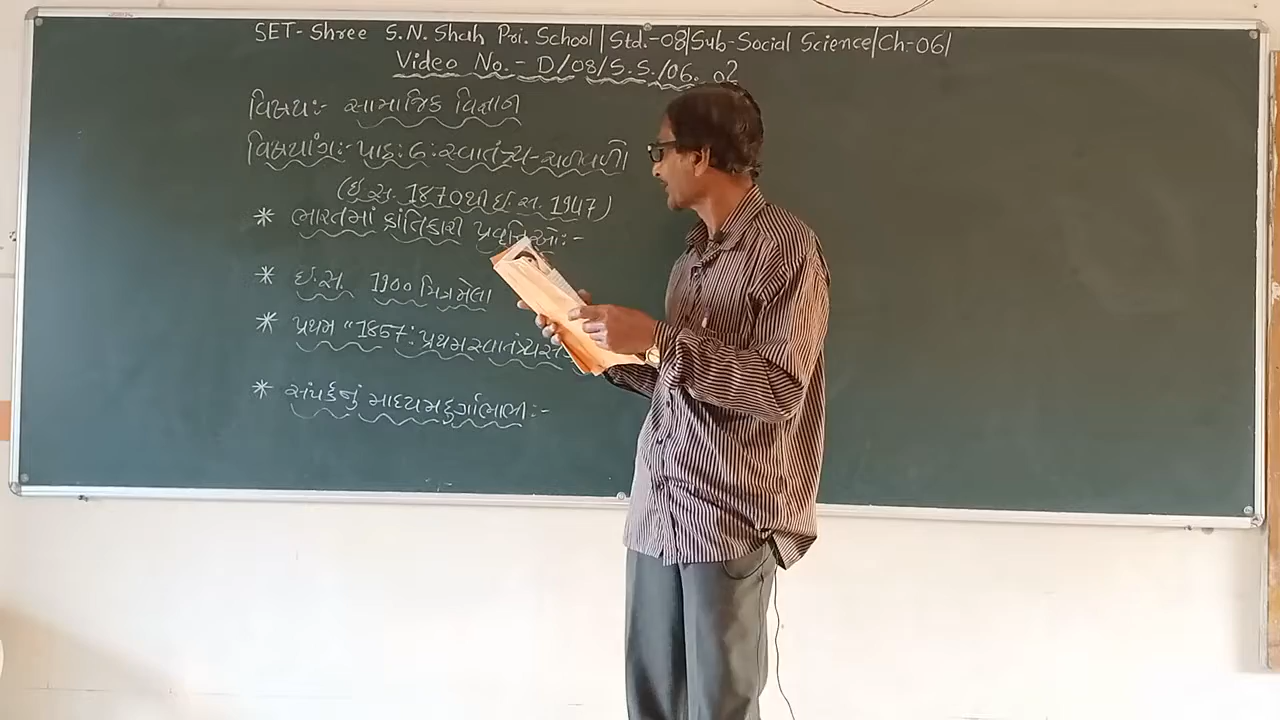 SET- Shree S.N. Shah Pri. School | Std.-08|Sub-Social Science|Ch-06|
Video No.- D/08/S.S./06. 02
વિષય:- સામાજિક વિજ્ઞાન
વિષયાંગ:- પાઠ: 6: સ્વાતંત્ર્ય-ચળવળો
(ઈ.સ. 1870થી ઈ.સ. 1947)
* ભારતમાં ક્રાંતિકારી પ્રવૃત્તિઓ:-
* ઈ.સ. 1900 મિત્રમેલા
* પ્રથમ "1857: પ્રથમ
* સંપર્કનું માધ્યમ દુર્ગાભાભી:-